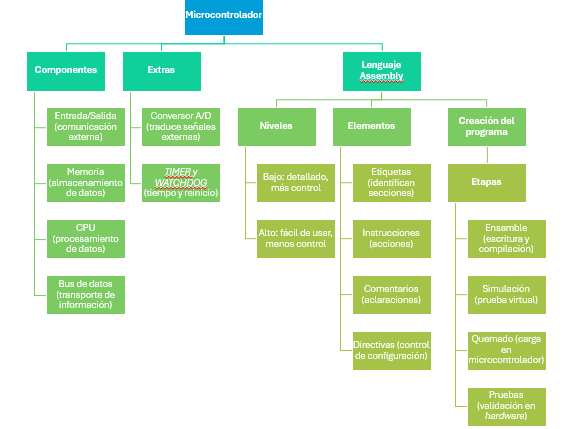 Microcontrolador
Componentes
Extras
Lenguaje
Assembly
Entrada/Salida
(comunicación
externa)
Memoria
(almacenamiento
de datos)
CPU
(procesamiento
de datos)
Bus de datos
(transporte de
información)
Conversor A/D
(traduce señales
externas)
TIMER y
WATCHDOG
(tiempo y reinicio)
Niveles
Bajo: detallado,
más control
Alto: fácil de usar,
menos control
Elementos
Etiquetas
(identifican
secciones)
Instrucciones
(acciones)
Comentarios
(aclaraciones)
Directivas (control
de configuración)
Creación del
programa
Etapas
Ensamble
(escritura y
compilación)
Simulación
(prueba virtual)
Quemado (carga
en
microcontrolador)
Pruebas
(validación en
hardware)